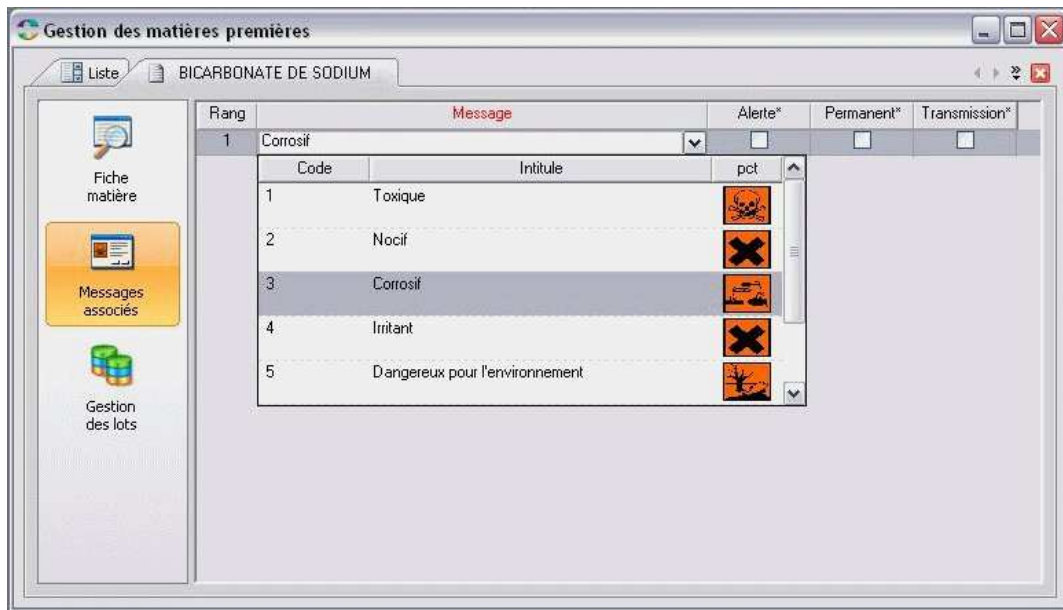 Gestion des matières premières
Liste
BICARBONATE DE SODIUM
Fiche
matière
Messages
associés
Gestion
des lots
Rang Message Alerte* Permanent* Transmission*
1 Corrosif
Code Intitule pct
1 Toxique
2 Nocif
3 Corrosif
4 Irritant
5 Dangereux pour l'environnement